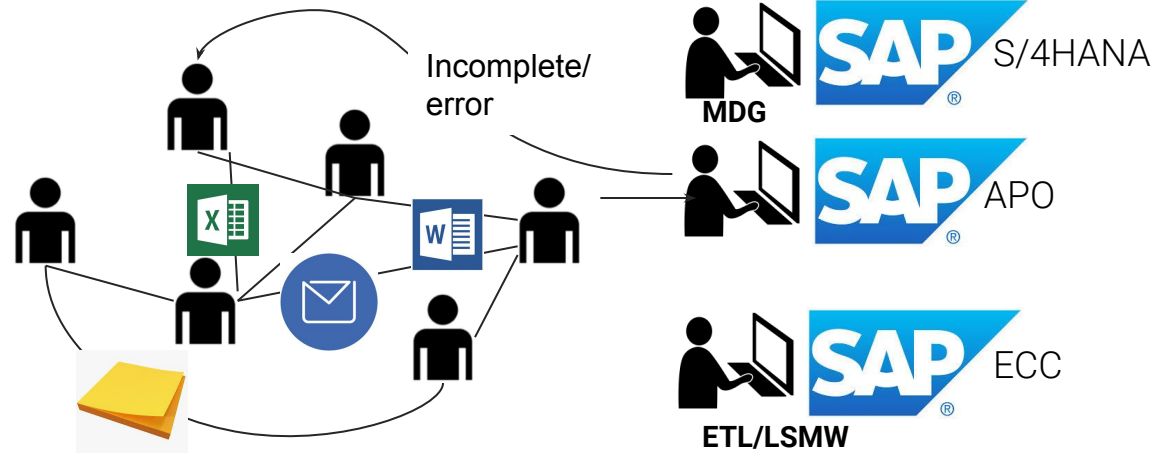 Incomplete/
error
X
W
MDG
SAP
®
S/4HANA
SAP
®
APO
ETL/LSMW
SAP
®
ECC